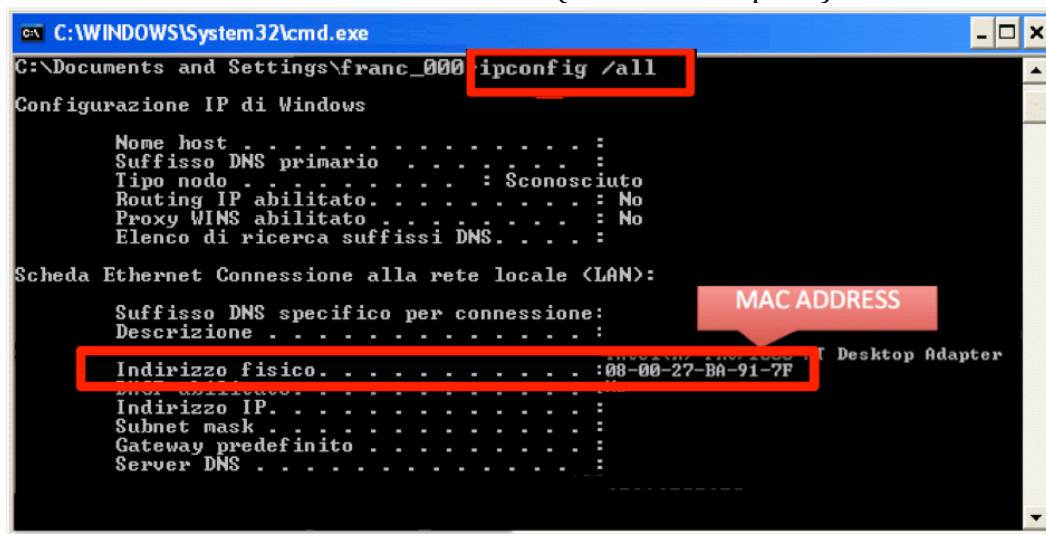 C:\WINDOWS\System32\cmd.exe
C:\Documents and Settings\franc_000 ipconfig /all
Configurazione IP di Windows
Nome host . . . . . . . . . . . . . . :
Suffisso DNS primario . . . . . . . :
Tipo nodo . . . . . . . . . : Sconosciuto
Routing IP abilitato. . . . . . . . . : No
Proxy WINS abilitato . . . . . . . . : No
Elenco di ricerca suffissi DNS. . . . :
Scheda Ethernet Connessione alla rete locale (LAN):
MAC ADDRESS
Suffisso DNS specifico per connessione:
Descrizione . . . . . . . . . . . . . :
Desktop Adapter
Indirizzo fisico. . . . . . . . . . . :08-00-27-BA-91-7F
DHCP abilitato. . . . . . . . . . . . :
Indirizzo IP. . . . . . . . . . . . . :
Subnet mask . . . . . . . . . . . . . :
Gateway predefinito . . . . . . . . . :
Server DNS . . . . . . . . . . . . . :